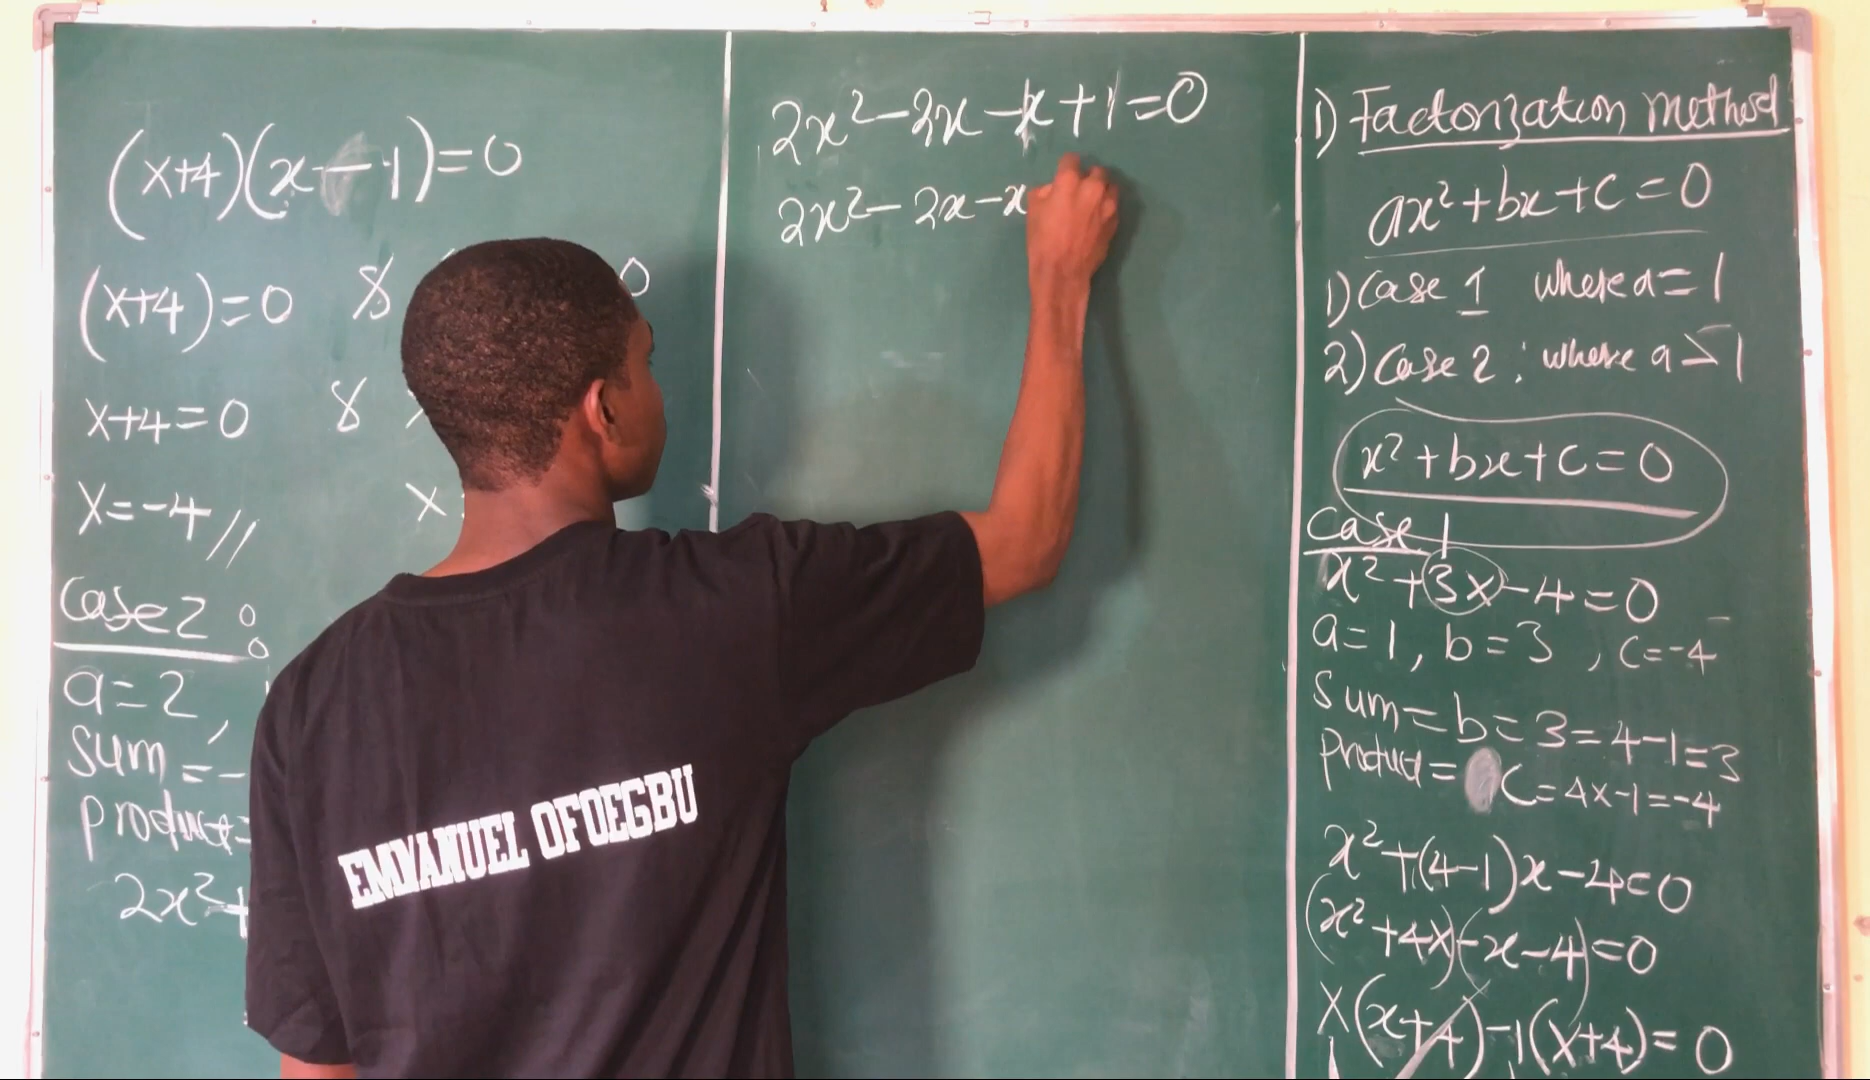 (x+4)(x-1)=0
(x+4)=0 0
x+4=0
x=-4 // x
Case 2:
a=2,
Sum=-
product=
2x²+
2x²-2x-x+1=0
2x²-2x-x
1) Factorization method
ax²+bx+c=0
1) Case 1 where a=1
2) Case 2: where a>1
x²+bx+c=0
Case 1
x²+3x-4=0
a=1, b=3, c=-4
Sum=b=3=4-1=3
product= c=4x-1=-4
x²+(4-1)x-4=0
(x²+4x)(-x-4)=0
x(x+4)-1(x+4)=0
EMMANUEL OFOEGBU